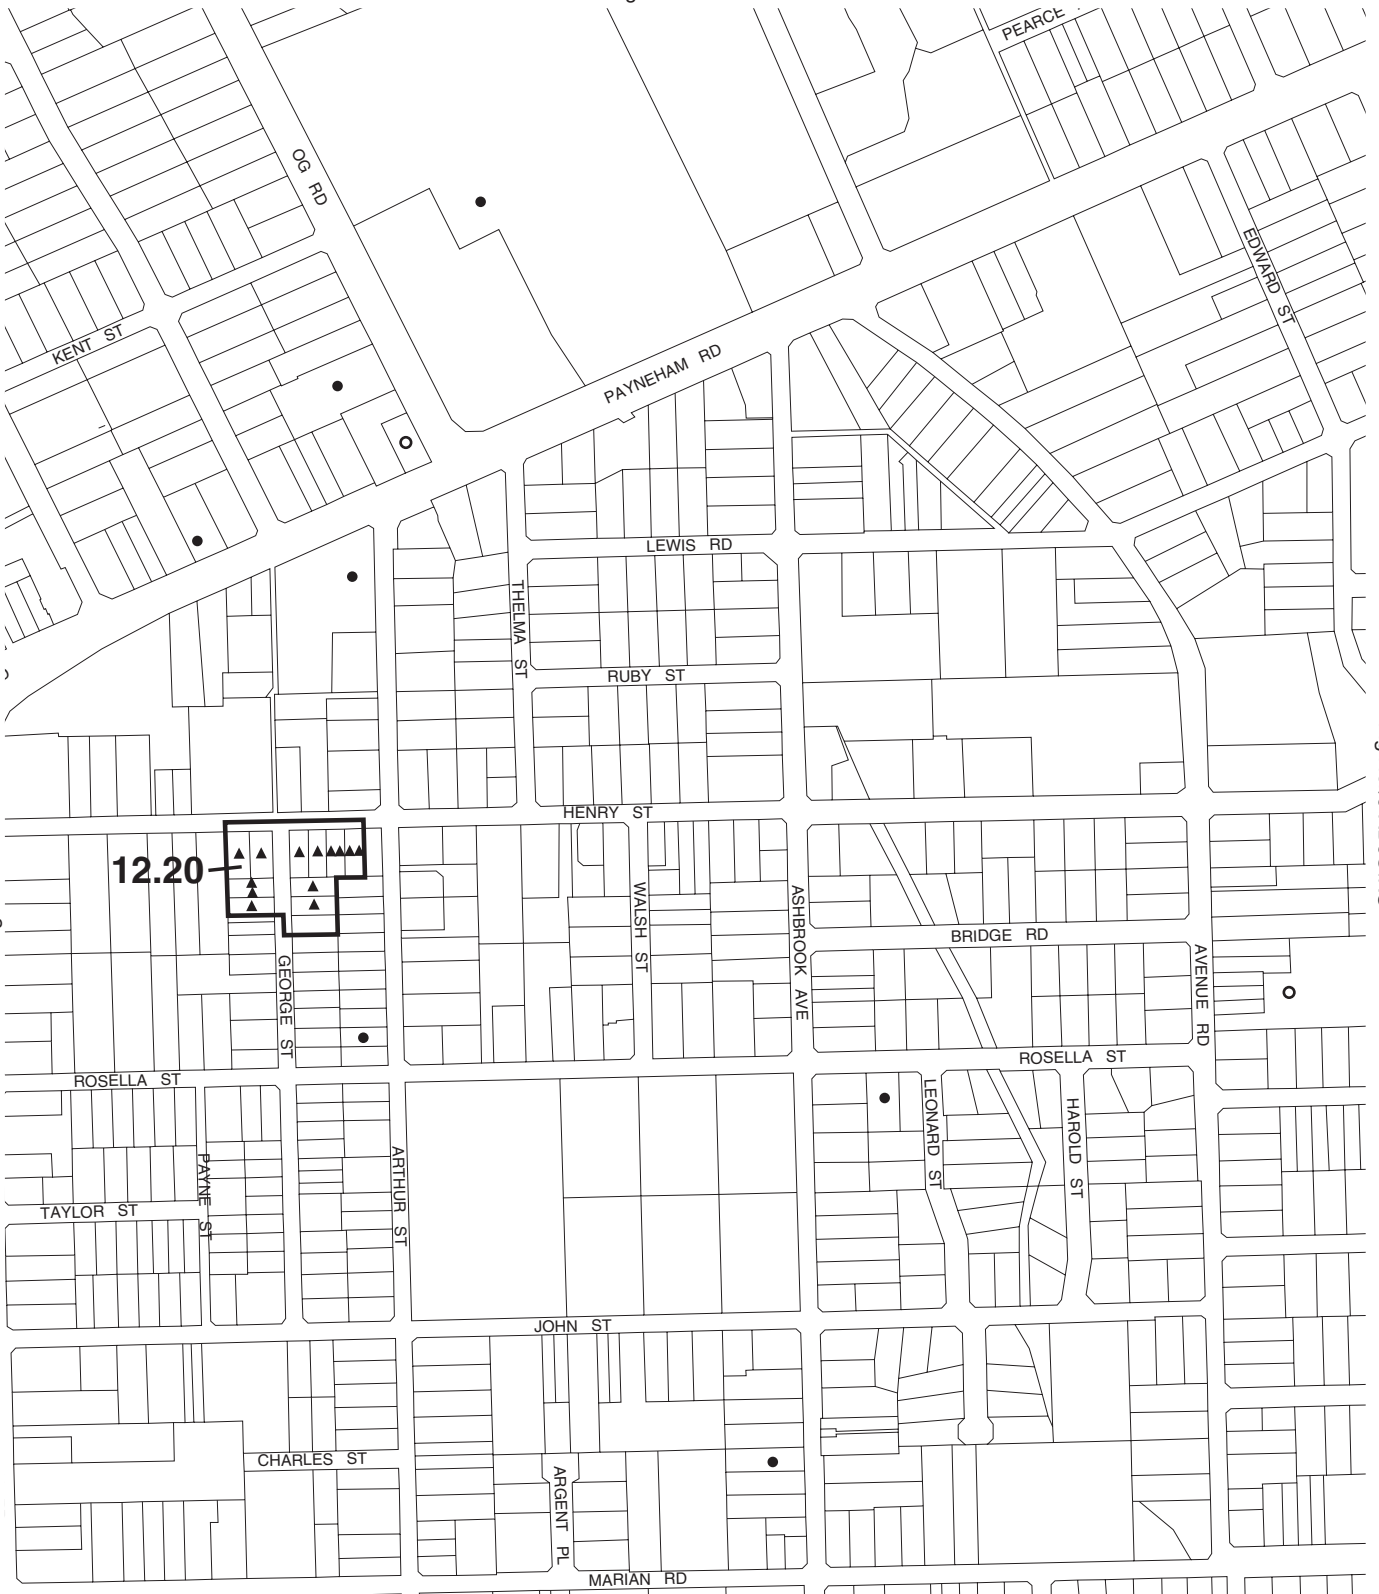 PEARCE
OG RD
EDWARD ST
KENT ST
PAYNEHAM RD
LEWIS RD
THELMA ST
RUBY ST
HENRY ST
12.20
WALSH ST
ASHBROOK AVE
BRIDGE RD
AVENUE RD
GEORGE ST
ROSELLA ST
ROSELLA ST
LEONARD ST
HAROLD ST
PAYNE ST
ARTHUR ST
TAYLOR ST
JOHN ST
CHARLES ST
ARGENT PL
MARIAN RD